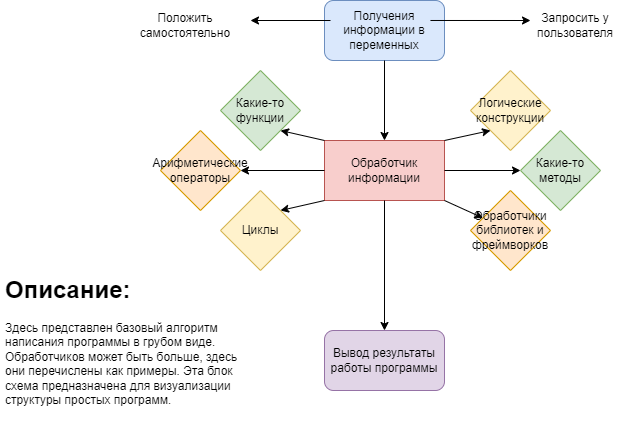 Положить
самостоятельно
Получения
информации в
переменных
Запросить у
пользователя
Какие-то
функции
Логические
конструкции
Арифметические
операторы
Обработчик
информации
Какие-то
методы
Циклы
Обработчики
библиотек и
фреймворков
Описание:
Здесь представлен базовый алгоритм
написания программы в грубом виде.
Обработчиков может быть больше, здесь
они перечислены как примеры. Эта блок
схема предназначена для визуализации
структуры простых программ.
Вывод результаты
работы программы